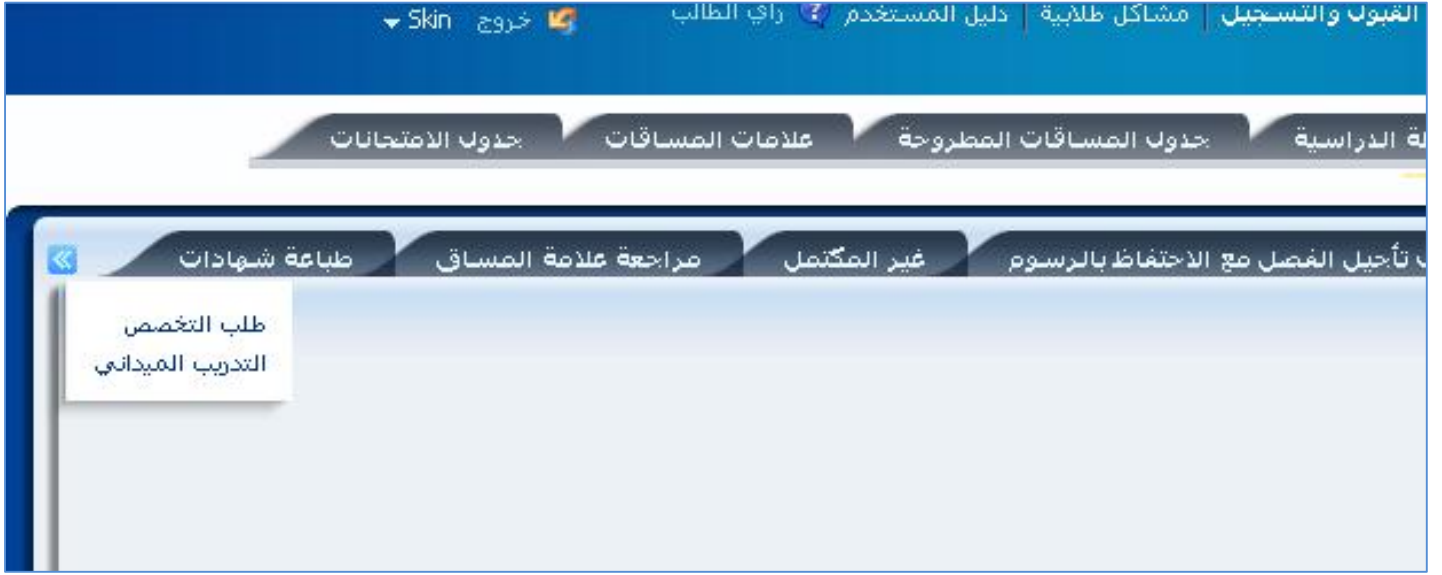 القبول والتسجيل | مشاكل طلابية | دليل المستخدم راي الطالب خروج Skin
الدراسية جدول المساقات المطروحة علامات المساقات جدول الامتحانات
تأجيل الفصل مع الاحتفاظ بالرسوم غير المكتمل مراجعة علامة المساق طباعة شهادات
طلب التخصص
التدريب الميداني